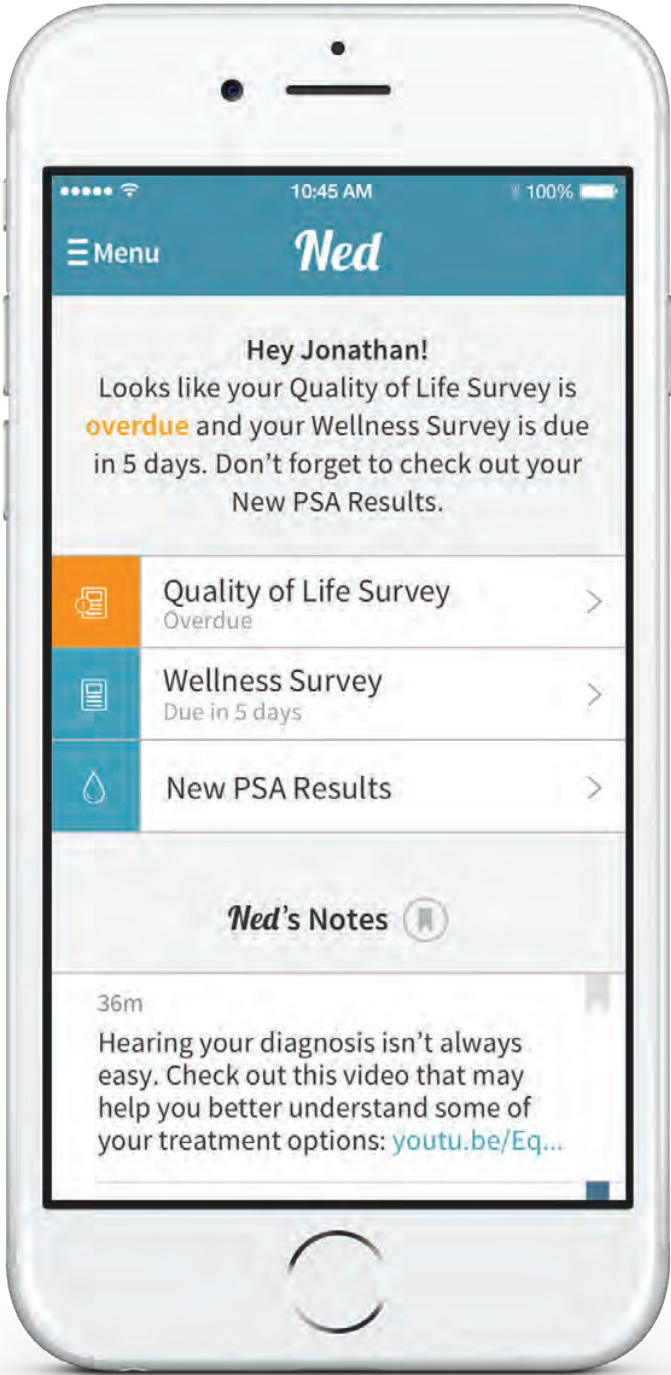 10:45 AM
100%
Menu
Ned
Hey Jonathan!
Looks like your Quality of Life Survey is
overdue and your Wellness Survey is due
in 5 days. Don't forget to check out your
New PSA Results.
Quality of Life Survey
Overdue
Wellness Survey
Due in 5 days
New PSA Results
Ned's Notes
36m
Hearing your diagnosis isn't always
easy. Check out this video that may
help you better understand some of
your treatment options: youtu.be/Eq...